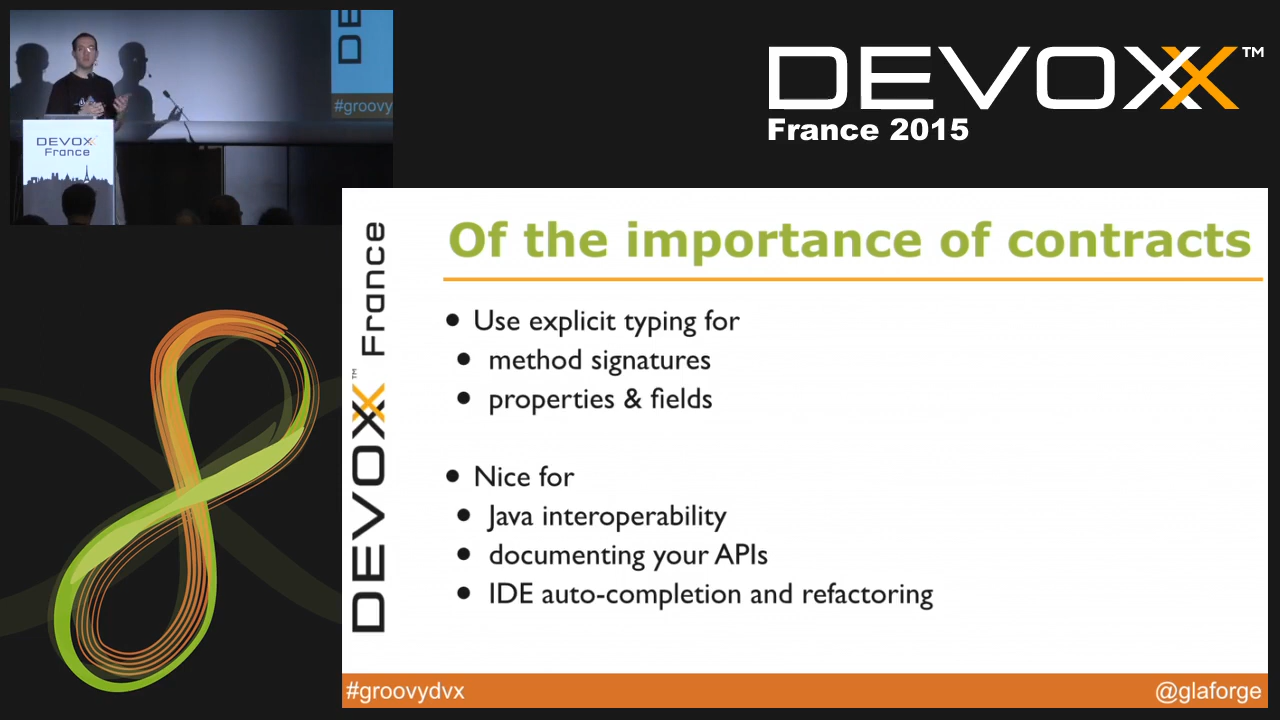 DE
#groovy
DEVOXX
France
DEVOXX™
France 2015
DEVOXX™ France
Of the importance of contracts
• Use explicit typing for
• method signatures
• properties & fields
• Nice for
• Java interoperability
• documenting your APIs
• IDE auto-completion and refactoring
#groovydvx
@glaforge